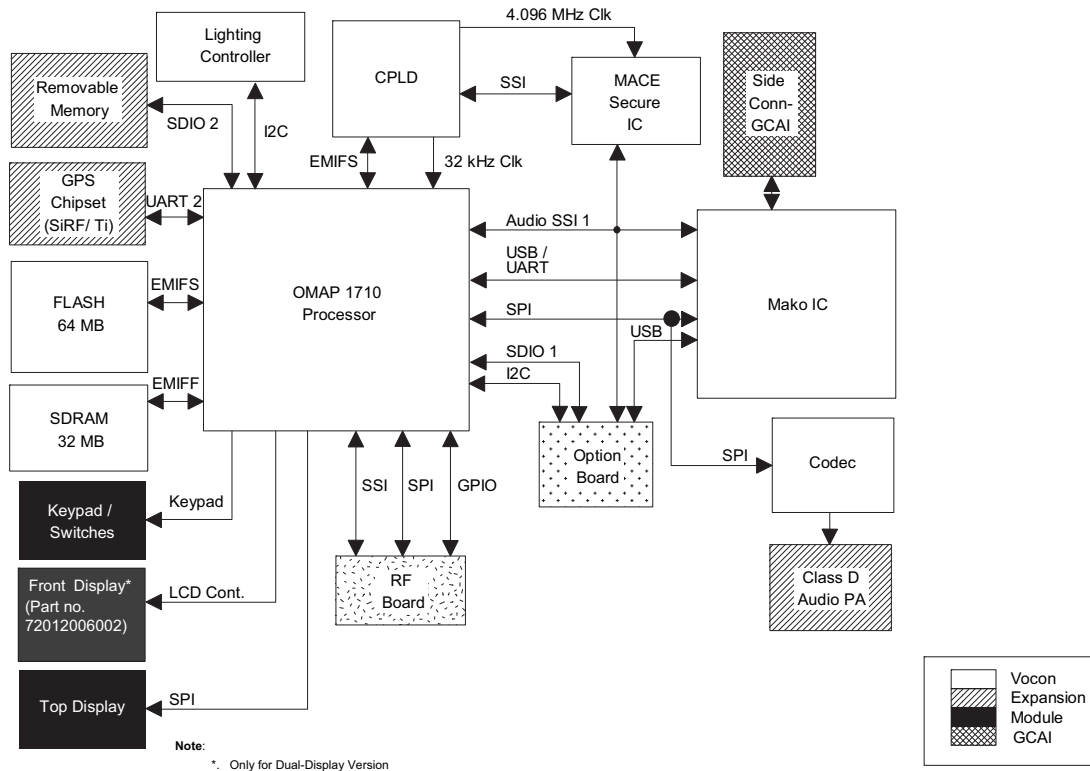 4.096 MHz Clk
Lighting
Controller
CPLD
SSI
MACE
Secure
IC
Side
Conn-
GCAI
Removable
Memory
SDIO 2
I2C
EMIFS
32 kHz Clk
GPS
Chipset
(SiRF/ Ti)
UART 2
Audio SSI 1
USB /
UART
FLASH
64 MB
EMIFS
OMAP 1710
Processor
SPI
Mako IC
USB
SDIO 1
I2C
SDRAM
32 MB
EMIFF
Option
Board
SPI
Codec
Keypad /
Switches
Keypad
SSI
SPI
GPIO
Front Display*
(Part no.
72012006002)
LCD Cont.
RF
Board
Class D
Audio PA
Top Display
SPI
Vocon
Expansion
Module
GCAI
Note:
*. Only for Dual-Display Version